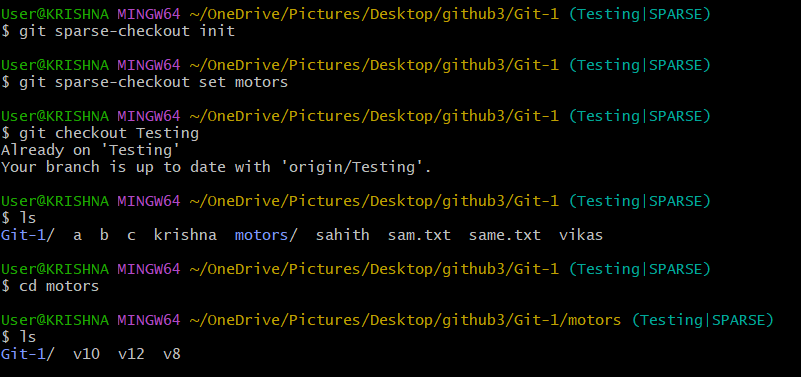 User@KRISHNA MINGW64 ~/OneDrive/Pictures/Desktop/github3/Git-1 (Testing|SPARSE)
$ git sparse-checkout init
User@KRISHNA MINGW64 ~/OneDrive/Pictures/Desktop/github3/Git-1 (Testing|SPARSE)
$ git sparse-checkout set motors
User@KRISHNA MINGW64 ~/OneDrive/Pictures/Desktop/github3/Git-1 (Testing|SPARSE)
$ git checkout Testing
Already on 'Testing'
Your branch is up to date with 'origin/Testing'.
User@KRISHNA MINGW64 ~/OneDrive/Pictures/Desktop/github3/Git-1 (Testing|SPARSE)
$ ls
Git-1/  a  b  c  krishna  motors/  sahith  sam.txt  same.txt  vikas
User@KRISHNA MINGW64 ~/OneDrive/Pictures/Desktop/github3/Git-1 (Testing|SPARSE)
$ cd motors
User@KRISHNA MINGW64 ~/OneDrive/Pictures/Desktop/github3/Git-1/motors (Testing|SPARSE)
$ ls
Git-1/  v10  v12  v8